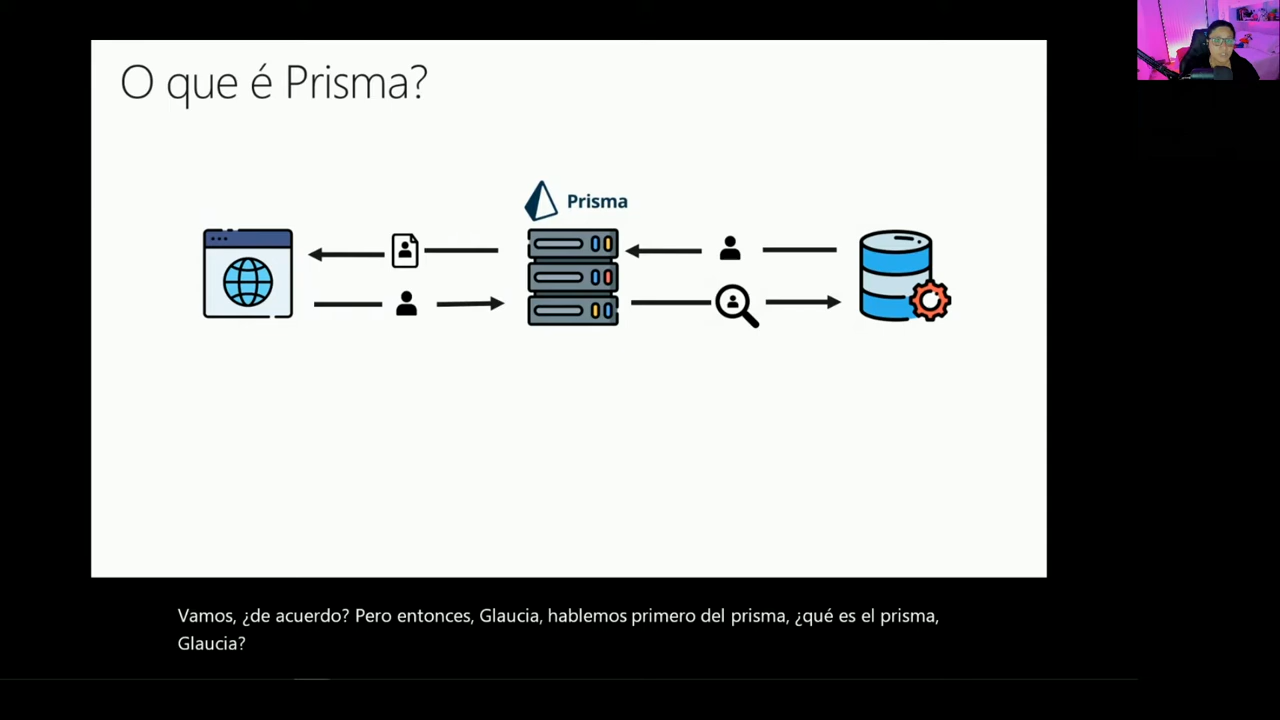 O que é Prisma?
Prisma
Vamos, ¿de acuerdo? Pero entonces, Glaucia, hablemos primero del prisma, ¿qué es el prisma,
Glaucia?